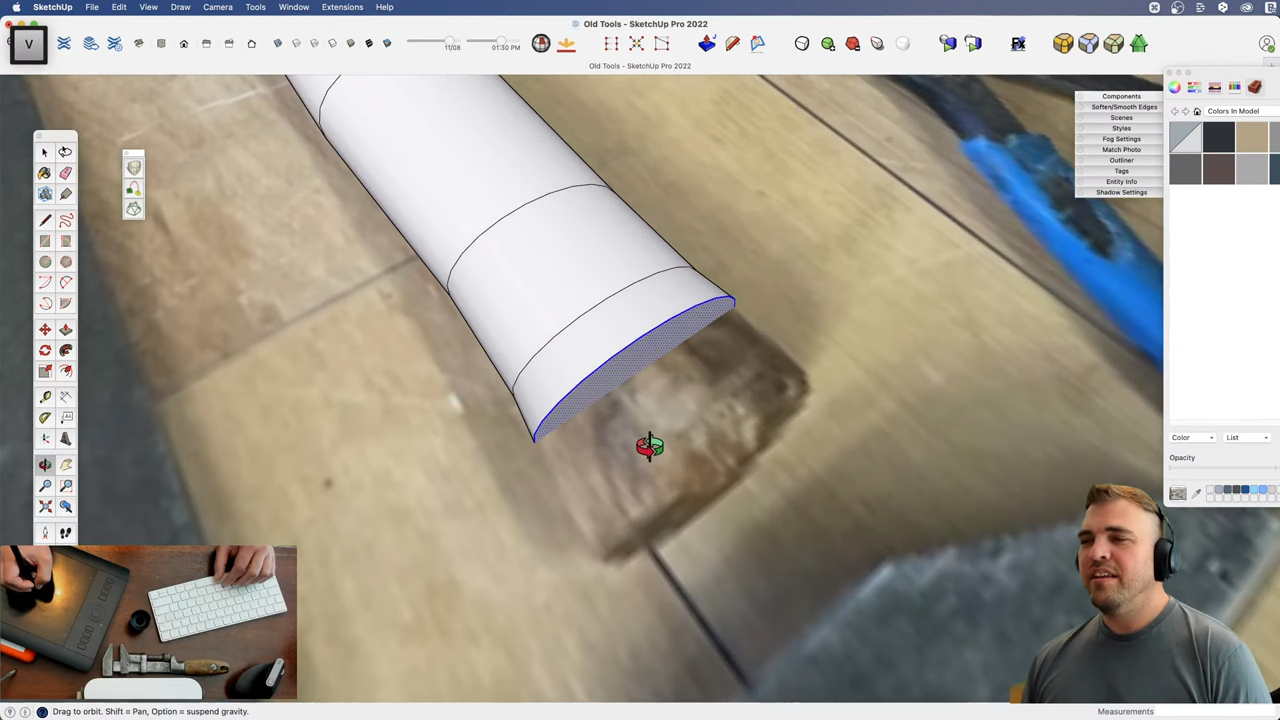 SketchUp File Edit View Draw Camera Tools Window Extensions Help
Old Tools - SketchUp Pro 2022
V
11/08 01:30 PM
Old Tools - SketchUp Pro 2022
Components
Soften/Smooth Edges
Scenes
Styles
Fog Settings
Match Photo
Outliner
Tags
Entity Info
Shadow Settings
Colors In Model
Color List
Opacity
Drag to orbit. Shift = Pan, Option = suspend gravity.
Measurements